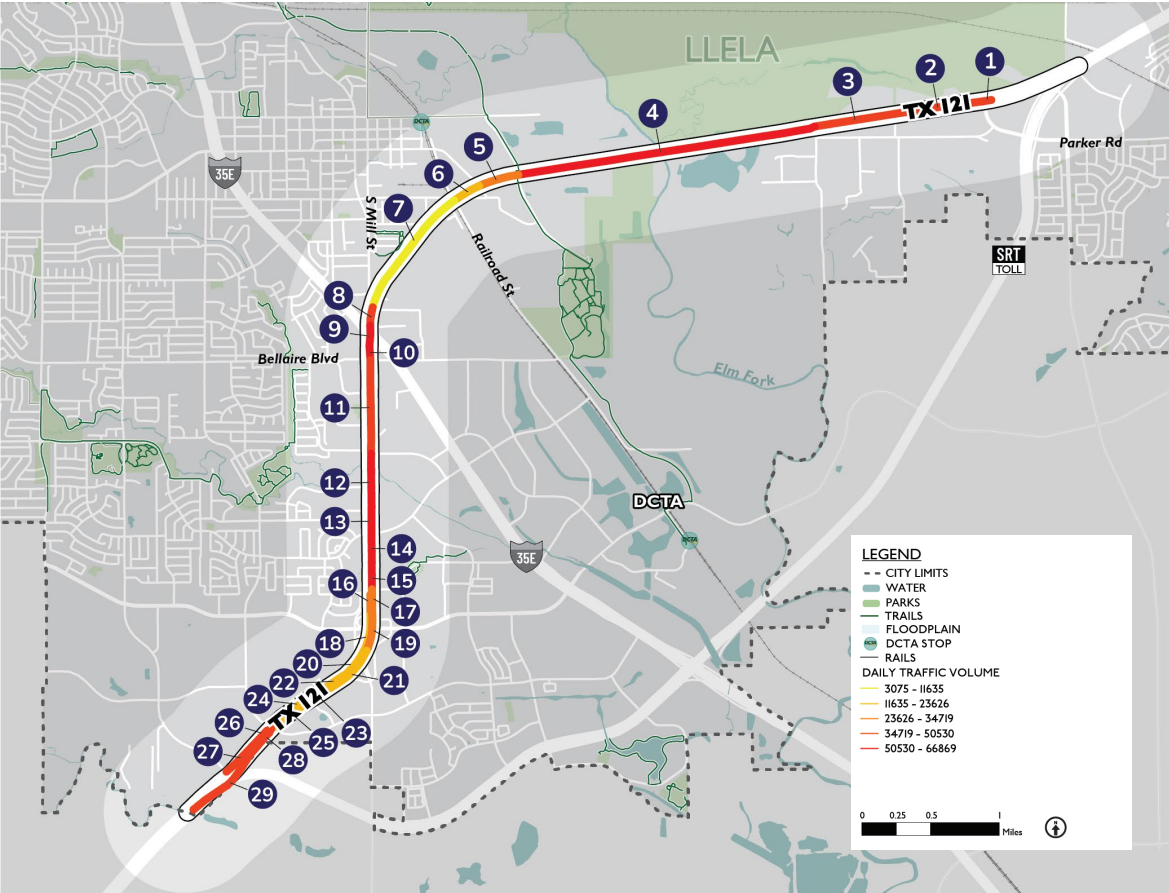 LLELA
1
2
3
TX 121
4
Parker Rd
DCTA
5
35E
6
S Mill St
7
Railroad St
SRT
TOLL
8
9
10
Bellaire Blvd
Elm Fork
11
12
DCTA
13
DCTA
14
35E
15
16
17
18
19
20
21
22
TX 121
24
23
25
26
27
28
29
LEGEND
CITY LIMITS
WATER
PARKS
TRAILS
FLOODPLAIN
DCTA DCTA STOP
RAILS
DAILY TRAFFIC VOLUME
3075 - 11635
11635 - 23626
23626 - 34719
34719 - 50530
50530 - 66869
0 0.25 0.5 1
Miles
N